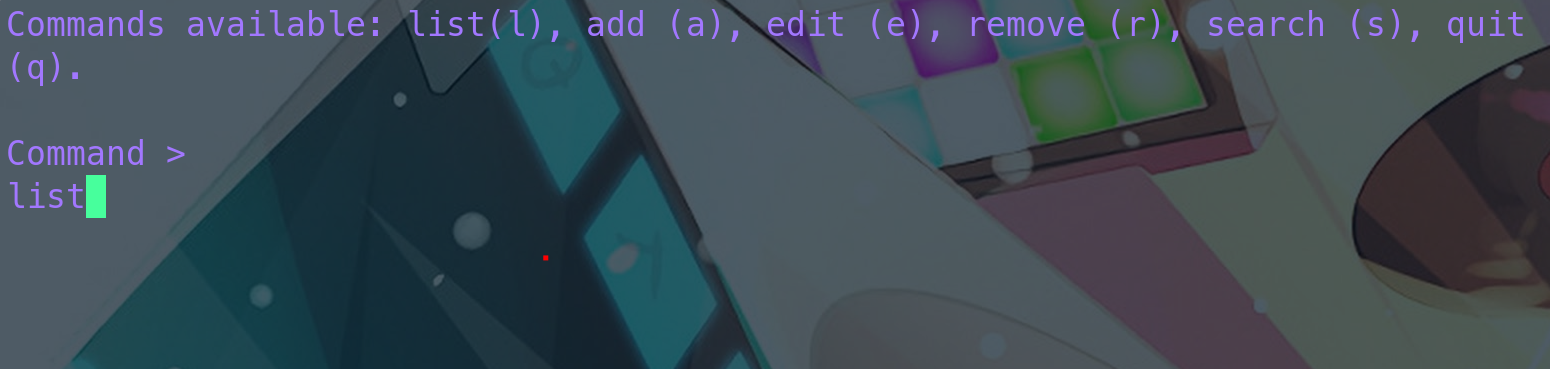 Commands available: list(l), add (a), edit (e), remove (r), search (s), quit
(q).
Command >
list